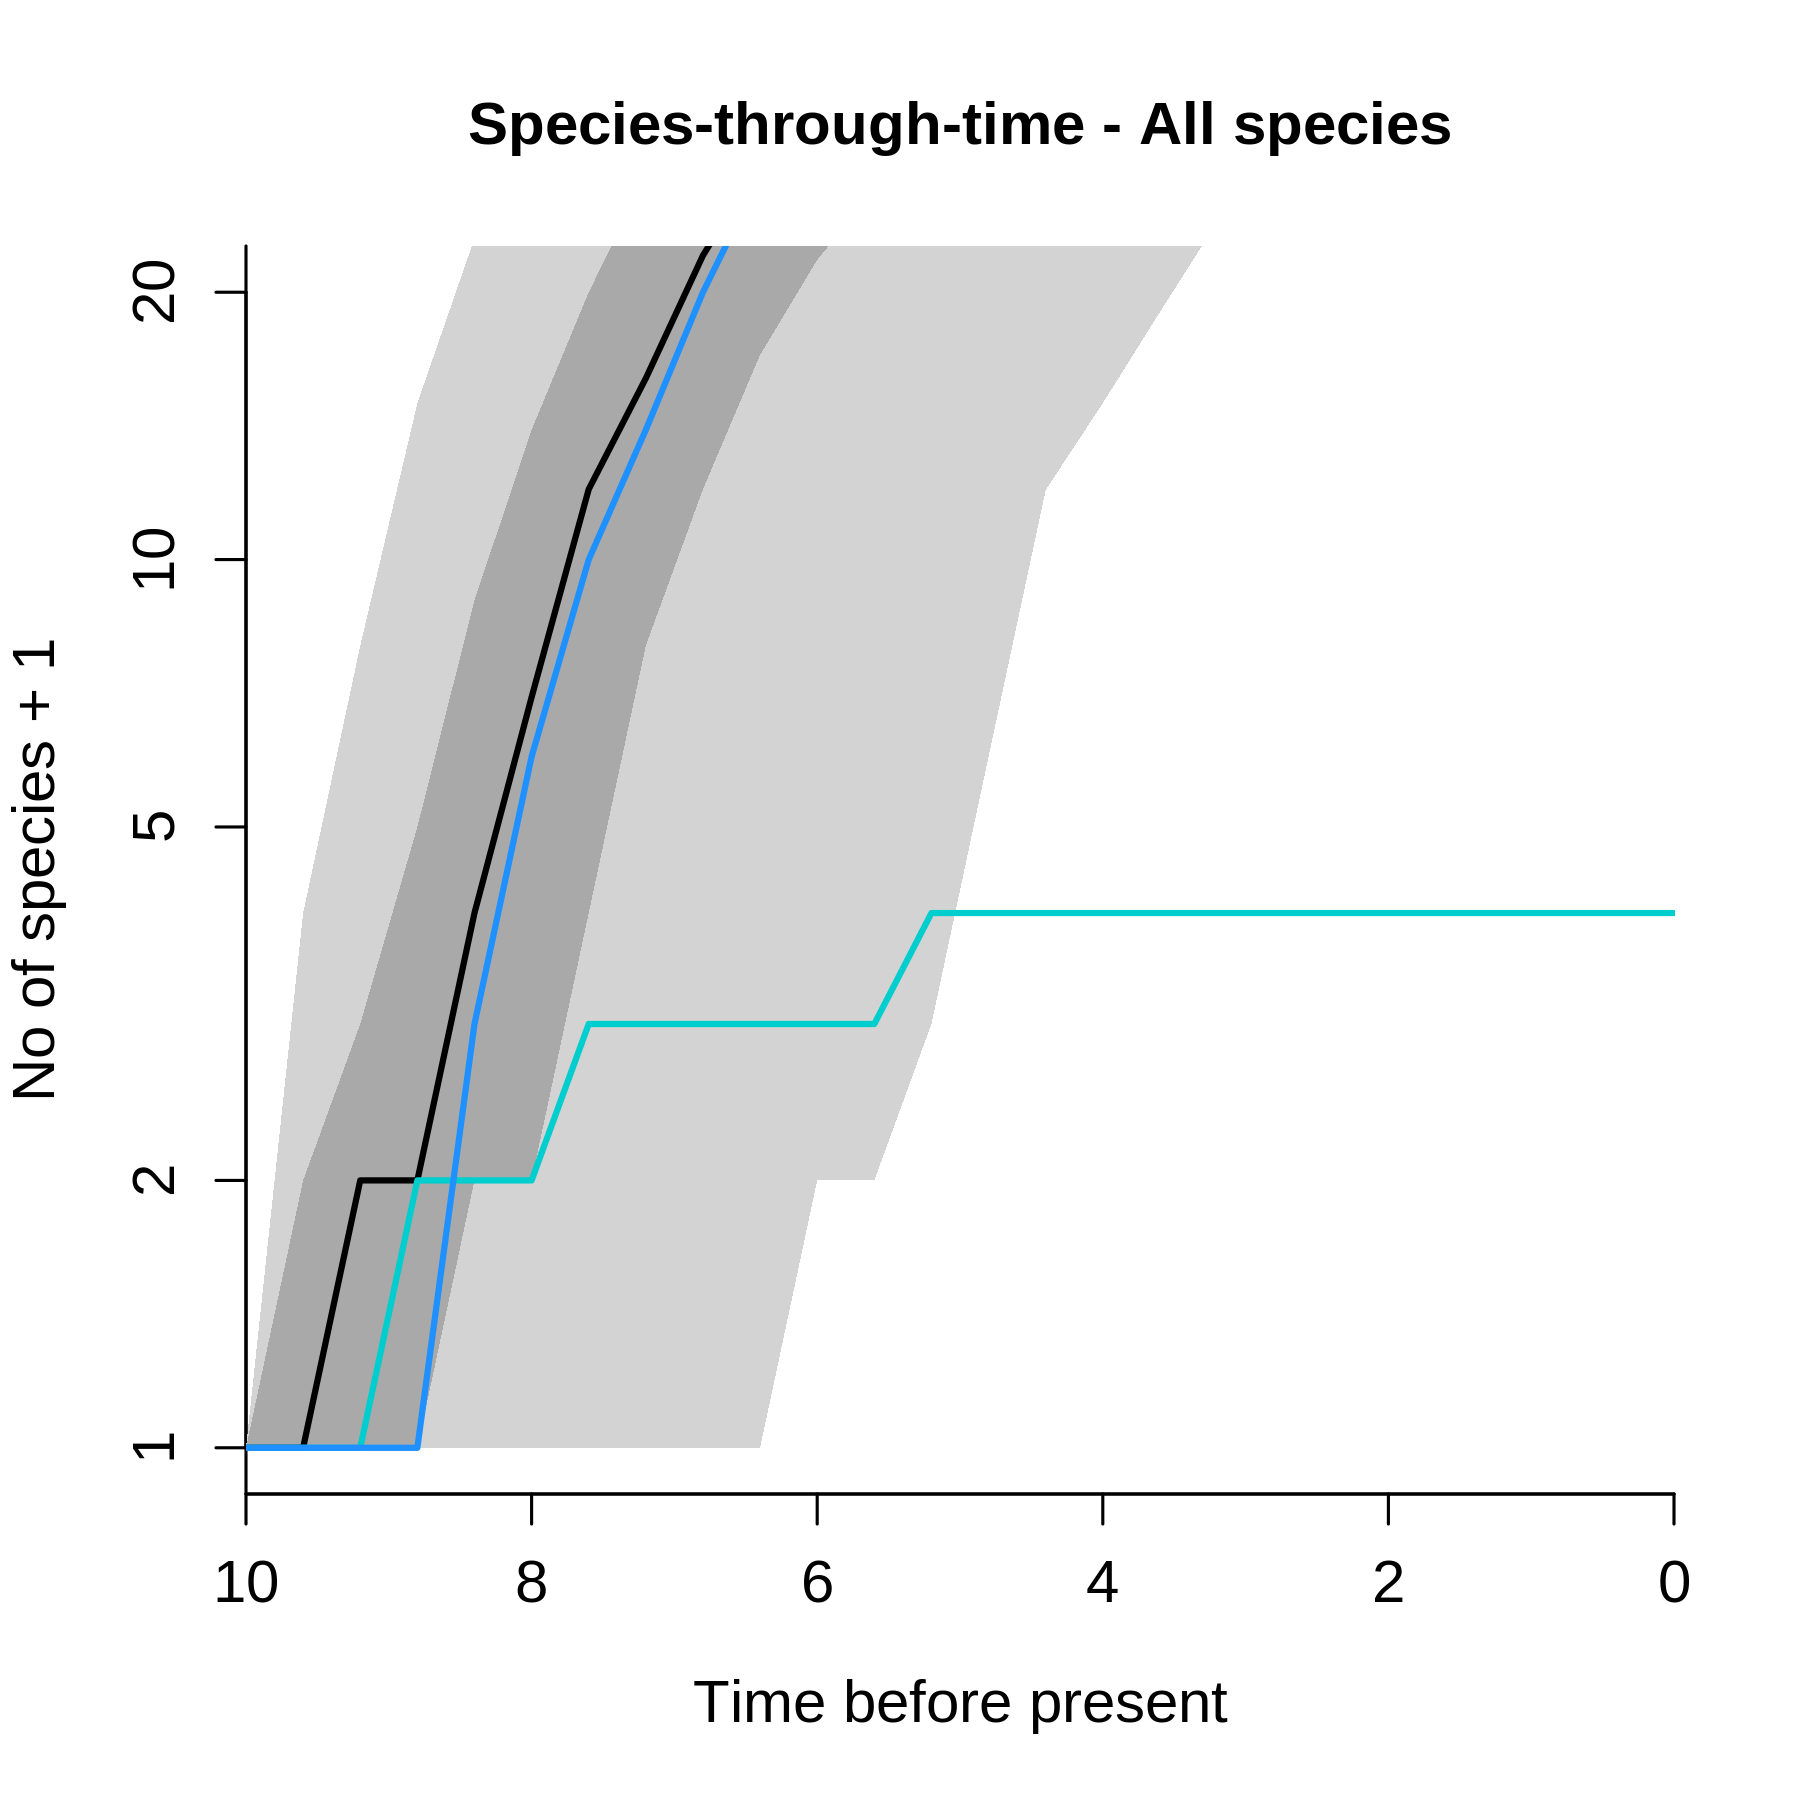 Species-through-time - All species
No of species + 1
20
10
5
2
1
10 8 6 4 2 0
Time before present